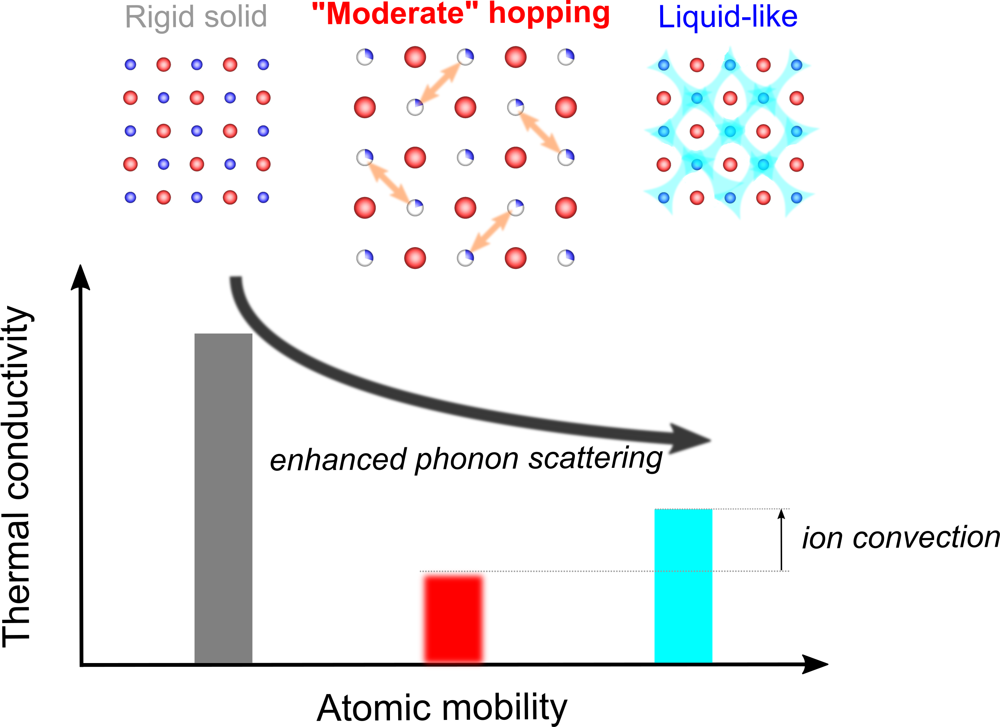 Rigid solid
"Moderate" hopping
Liquid-like
Thermal conductivity
enhanced phonon scattering
ion convection
Atomic mobility